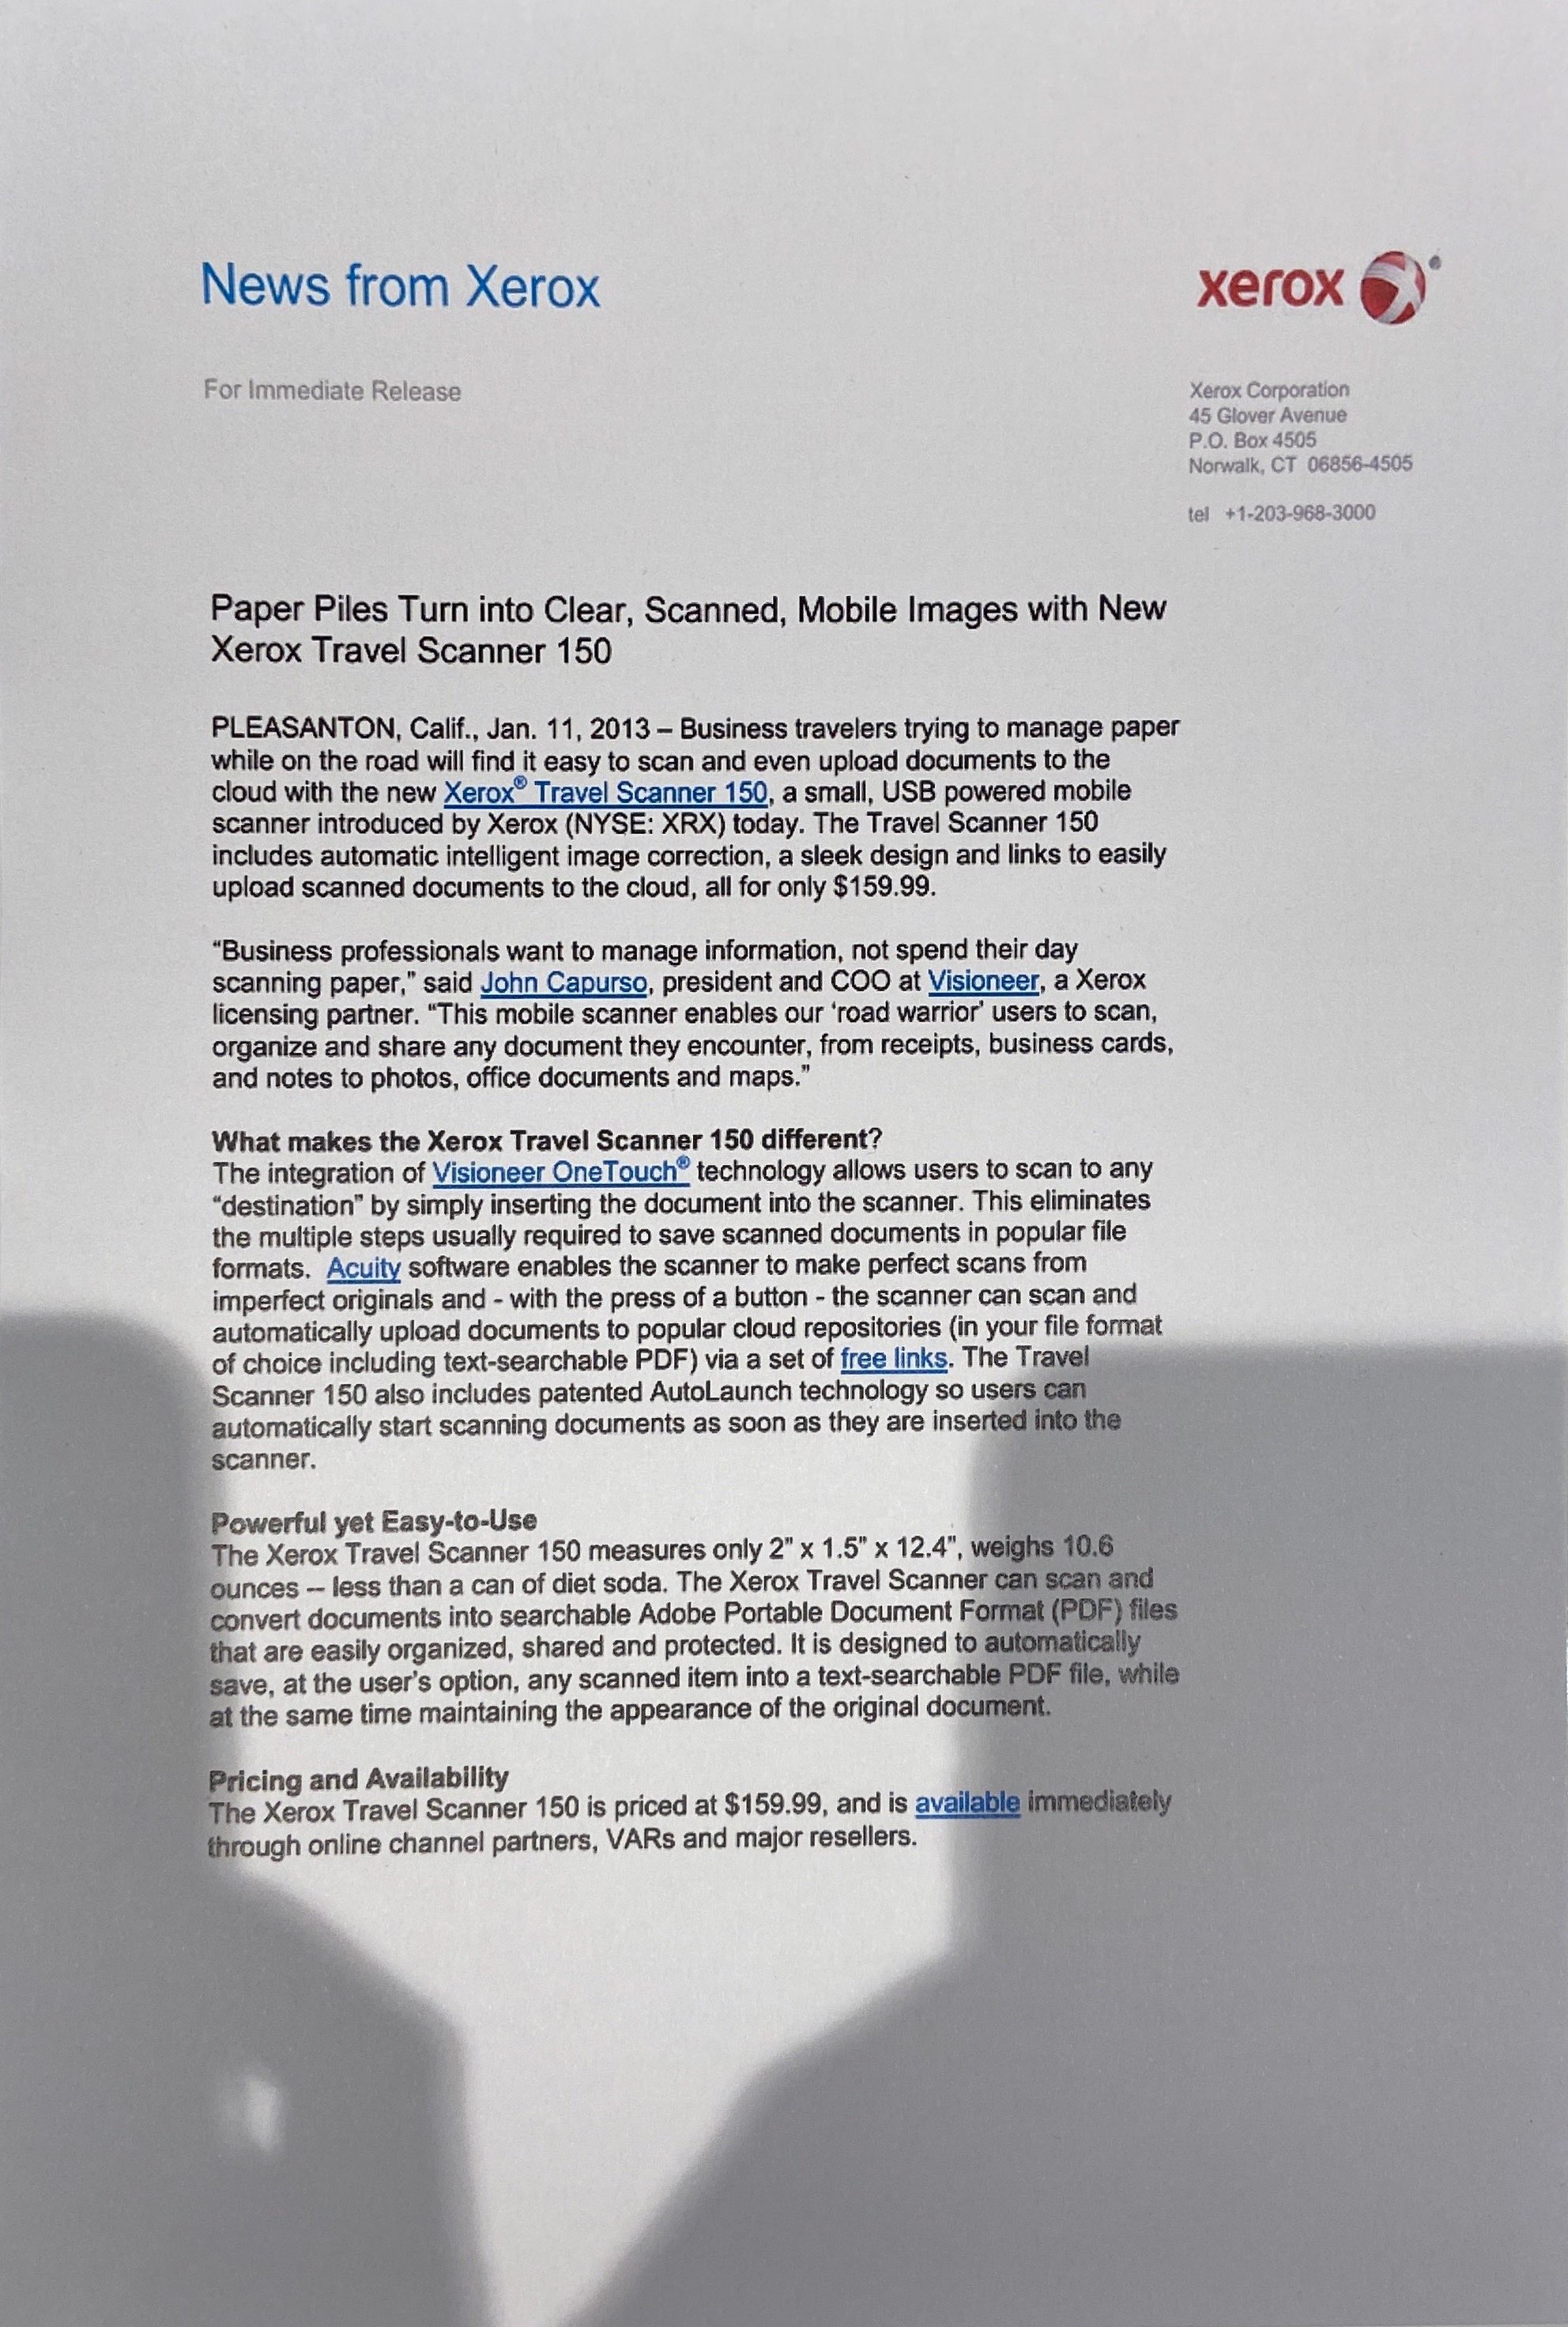 News from Xerox
xerox
For Immediate Release
Xerox Corporation
45 Glover Avenue
P.O. Box 4505
Norwalk, CT  06856-4505
tel  +1-203-968-3000
Paper Piles Turn into Clear, Scanned, Mobile Images with New
Xerox Travel Scanner 150
PLEASANTON, Calif., Jan. 11, 2013 – Business travelers trying to manage paper
while on the road will find it easy to scan and even upload documents to the
cloud with the new Xerox® Travel Scanner 150, a small, USB powered mobile
scanner introduced by Xerox (NYSE: XRX) today. The Travel Scanner 150
includes automatic intelligent image correction, a sleek design and links to easily
upload scanned documents to the cloud, all for only $159.99.
“Business professionals want to manage information, not spend their day
scanning paper,” said John Capurso, president and COO at Visioneer, a Xerox
licensing partner. “This mobile scanner enables our ‘road warrior’ users to scan,
organize and share any document they encounter, from receipts, business cards,
and notes to photos, office documents and maps.”
What makes the Xerox Travel Scanner 150 different?
The integration of Visioneer OneTouch® technology allows users to scan to any
“destination” by simply inserting the document into the scanner. This eliminates
the multiple steps usually required to save scanned documents in popular file
formats.  Acuity software enables the scanner to make perfect scans from
imperfect originals and - with the press of a button - the scanner can scan and
automatically upload documents to popular cloud repositories (in your file format
of choice including text-searchable PDF) via a set of free links. The Travel
Scanner 150 also includes patented AutoLaunch technology so users can
automatically start scanning documents as soon as they are inserted into the
scanner.
Powerful yet Easy-to-Use
The Xerox Travel Scanner 150 measures only 2” x 1.5” x 12.4”, weighs 10.6
ounces -- less than a can of diet soda. The Xerox Travel Scanner can scan and
convert documents into searchable Adobe Portable Document Format (PDF) files
that are easily organized, shared and protected. It is designed to automatically
save, at the user’s option, any scanned item into a text-searchable PDF file, while
at the same time maintaining the appearance of the original document.
Pricing and Availability
The Xerox Travel Scanner 150 is priced at $159.99, and is available immediately
through online channel partners, VARs and major resellers.